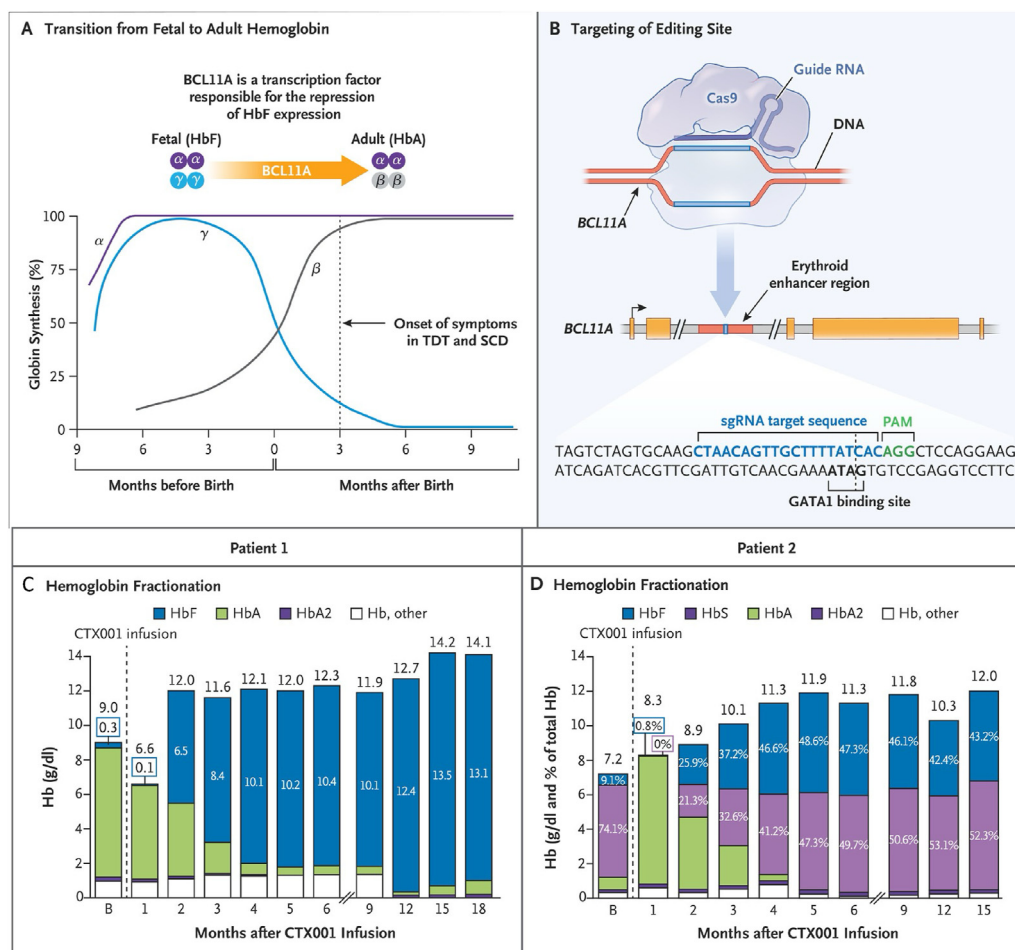 A Transition from Fetal to Adult Hemoglobin
BCL11A is a transcription factor
responsible for the repression
of HbF expression
Fetal (HbF)
Adult (HbA)
α α
γ γ
BCL11A
α α
β β
Globin Synthesis (%)
100
75
50
25
0
α
γ
β
Onset of symptoms
in TDT and SCD
9 6 3 0 3 6 9
Months before Birth
Months after Birth
B Targeting of Editing Site
Guide RNA
Cas9
DNA
BCL11A
Erythroid
enhancer region
BCL11A
sgRNA target sequence PAM
TAGTCTAGTGCAAGCTAACAGTTGCTTTTATCACAGGCTCCAGGAAG
ATCAGATCACGTTCGATTGTCAACGAAAATAGTGTCCGAGGTCCTTC
GATA1 binding site
Patient 1
C Hemoglobin Fractionation
HbF HbA HbA2 Hb, other
CTX001 infusion
Hb (g/dl)
14
12
10
8
6
4
2
0
9.0 6.6 12.0 11.6 12.1 12.0 12.3 11.9 12.7 14.2 14.1
0.3 0.1 6.5 8.4 10.1 10.2 10.4 10.1 12.4 13.5 13.1
B 1 2 3 4 5 6 9 12 15 18
Months after CTX001 Infusion
Patient 2
D Hemoglobin Fractionation
HbF HbS HbA HbA2 Hb, other
CTX001 infusion
Hb (g/dl and % of total Hb)
14
12
10
8
6
4
2
0
7.2 8.3 8.9 10.1 11.3 11.9 11.3 11.8 10.3 12.0
9.1% 0.8% 25.9% 37.2% 46.6% 48.6% 47.3% 46.1% 42.4% 43.2%
74.1% 0% 21.3% 32.6% 41.2% 47.3% 49.7% 50.6% 53.1% 52.3%
B 1 2 3 4 5 6 9 12 15
Months after CTX001 Infusion